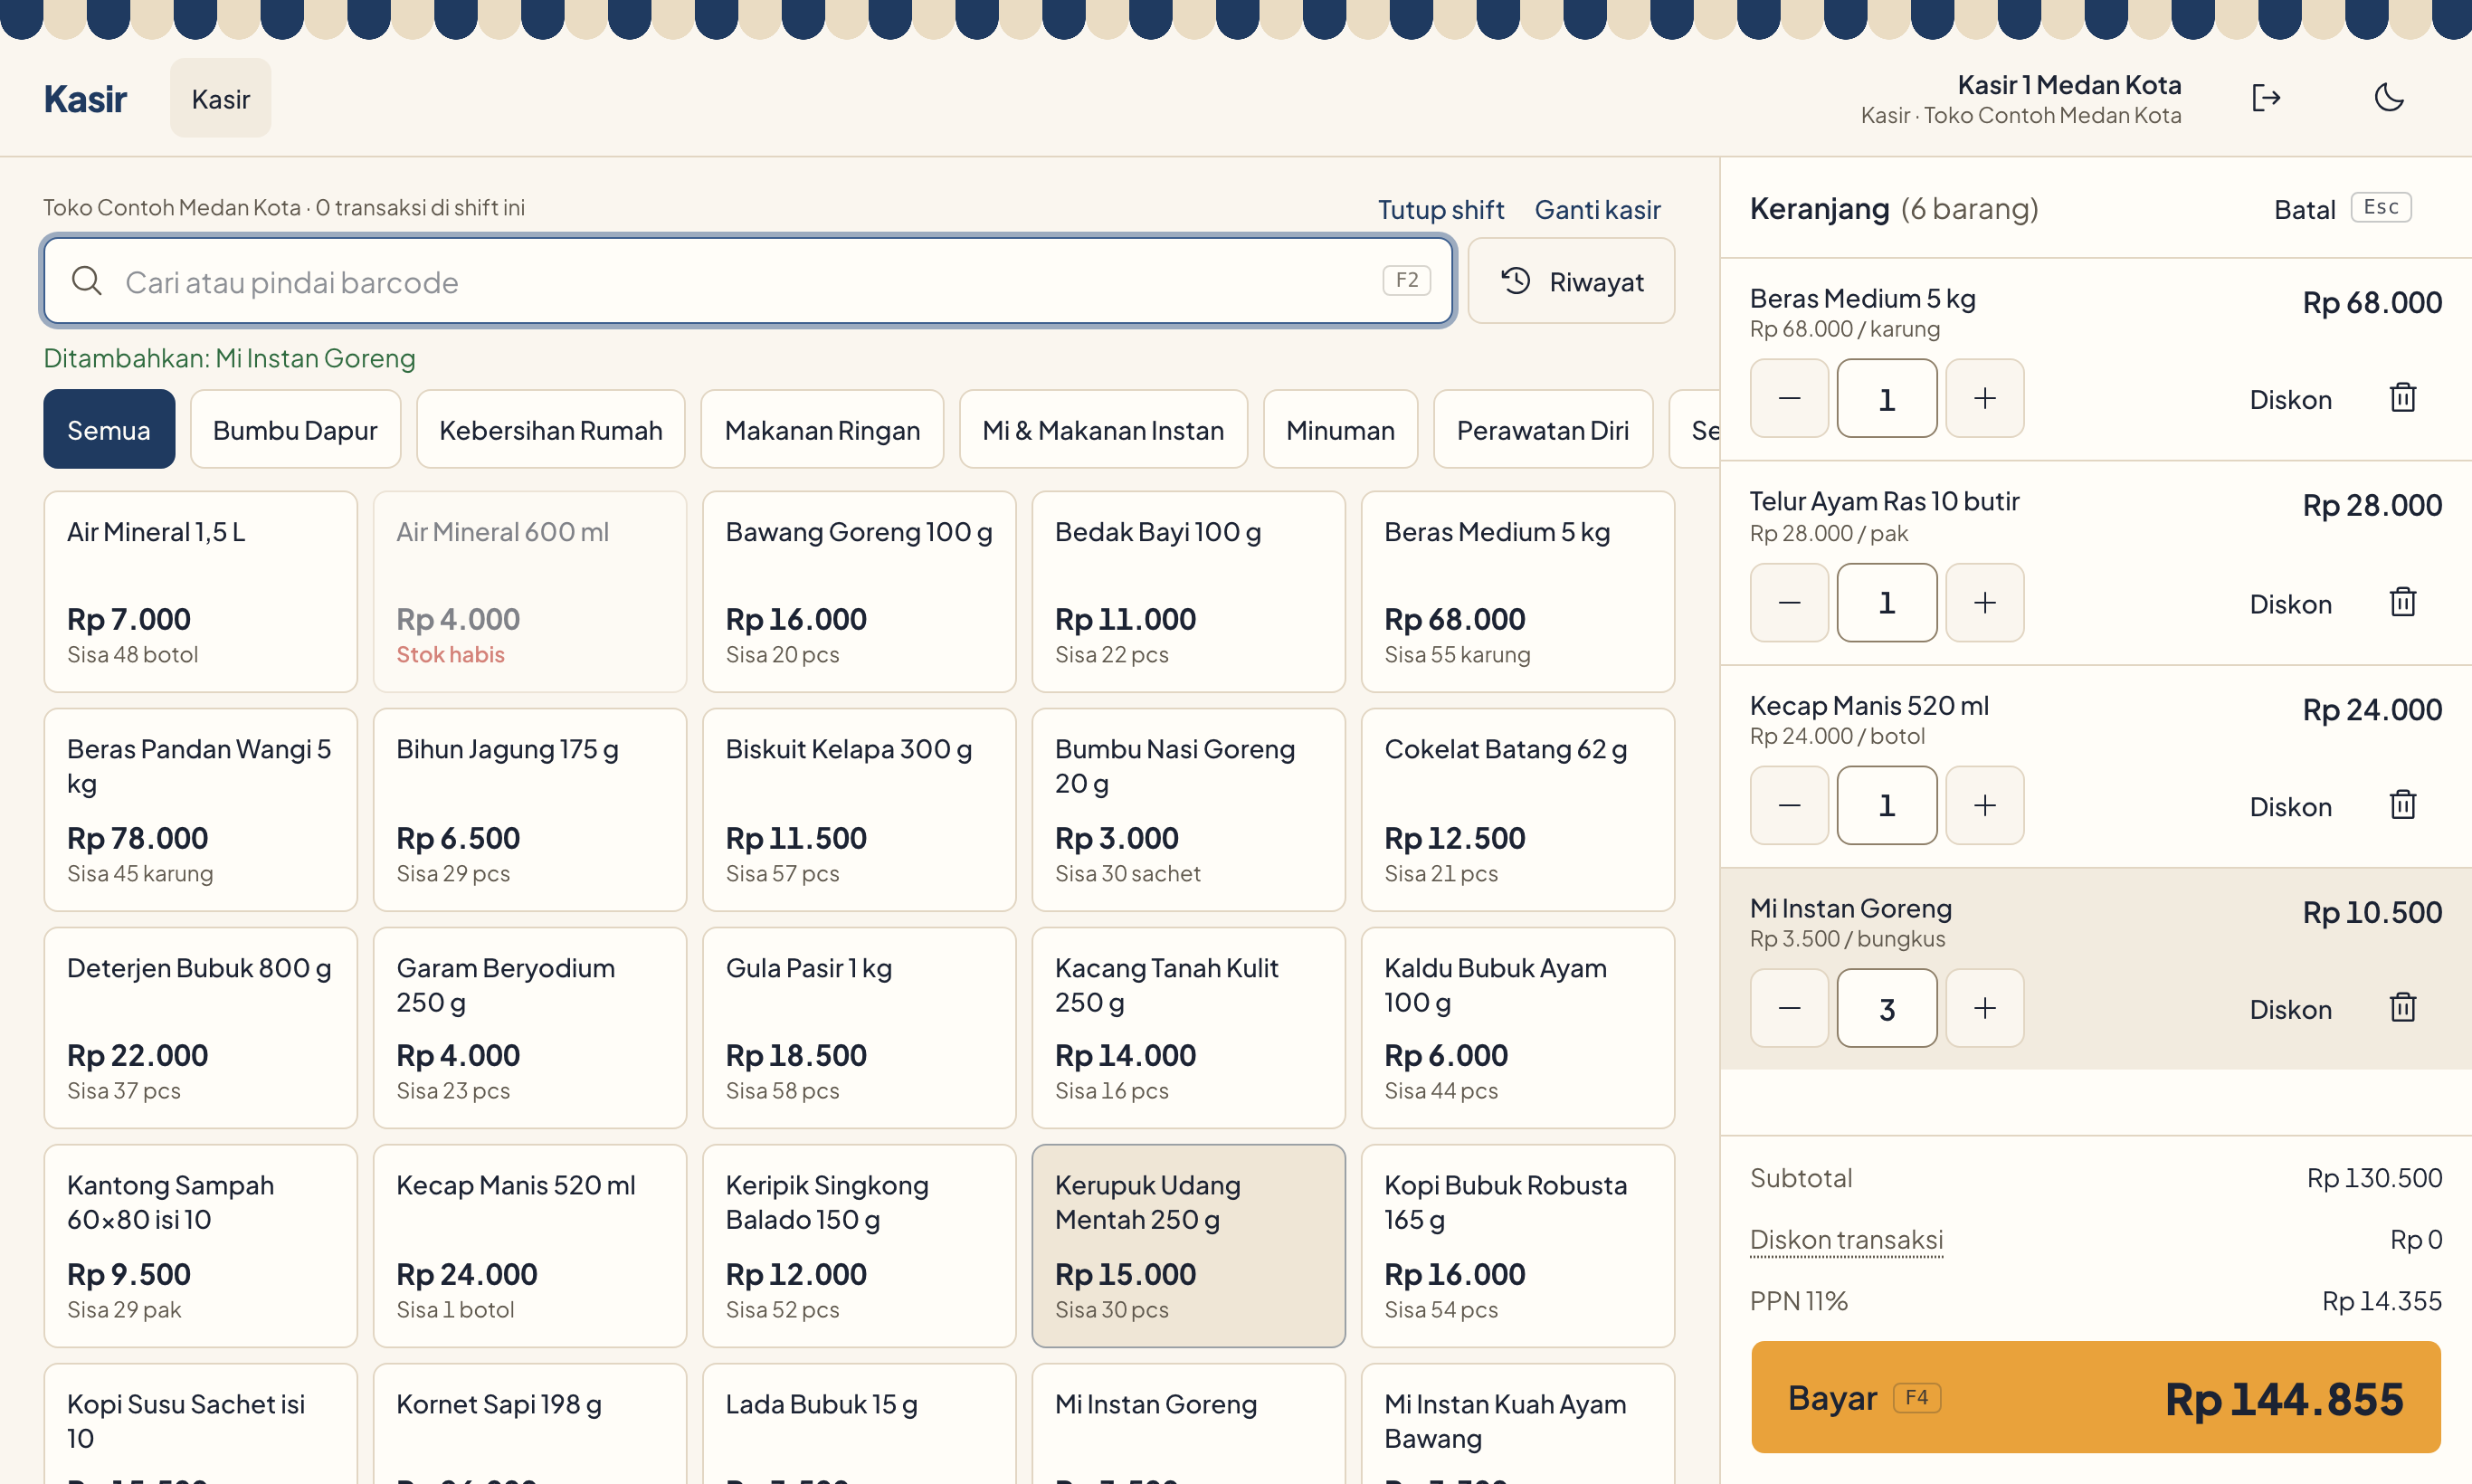 Kasir
Kasir
Kasir 1 Medan Kota
Kasir · Toko Contoh Medan Kota
Toko Contoh Medan Kota · 0 transaksi di shift ini
Tutup shift
Ganti kasir
Cari atau pindai barcode
F2
Riwayat
Ditambahkan: Mi Instan Goreng
Semua
Bumbu Dapur
Kebersihan Rumah
Makanan Ringan
Mi & Makanan Instan
Minuman
Perawatan Diri
Se
Air Mineral 1,5 L
Rp 7.000
Sisa 48 botol
Air Mineral 600 ml
Rp 4.000
Stok habis
Bawang Goreng 100 g
Rp 16.000
Sisa 20 pcs
Bedak Bayi 100 g
Rp 11.000
Sisa 22 pcs
Beras Medium 5 kg
Rp 68.000
Sisa 55 karung
Beras Pandan Wangi 5
kg
Rp 78.000
Sisa 45 karung
Bihun Jagung 175 g
Rp 6.500
Sisa 29 pcs
Biskuit Kelapa 300 g
Rp 11.500
Sisa 57 pcs
Bumbu Nasi Goreng
20 g
Rp 3.000
Sisa 30 sachet
Cokelat Batang 62 g
Rp 12.500
Sisa 21 pcs
Deterjen Bubuk 800 g
Rp 22.000
Sisa 37 pcs
Garam Beryodium
250 g
Rp 4.000
Sisa 23 pcs
Gula Pasir 1 kg
Rp 18.500
Sisa 58 pcs
Kacang Tanah Kulit
250 g
Rp 14.000
Sisa 16 pcs
Kaldu Bubuk Ayam
100 g
Rp 6.000
Sisa 44 pcs
Kantong Sampah
60×80 isi 10
Rp 9.500
Sisa 29 pak
Kecap Manis 520 ml
Rp 24.000
Sisa 1 botol
Keripik Singkong
Balado 150 g
Rp 12.000
Sisa 52 pcs
Kerupuk Udang
Mentah 250 g
Rp 15.000
Sisa 30 pcs
Kopi Bubuk Robusta
165 g
Rp 16.000
Sisa 54 pcs
Kopi Susu Sachet isi
10
Kornet Sapi 198 g
Lada Bubuk 15 g
Mi Instan Goreng
Mi Instan Kuah Ayam
Bawang
Keranjang (6 barang)
Batal
Esc
Beras Medium 5 kg
Rp 68.000
Rp 68.000 / karung
1
Diskon
Telur Ayam Ras 10 butir
Rp 28.000
Rp 28.000 / pak
1
Diskon
Kecap Manis 520 ml
Rp 24.000
Rp 24.000 / botol
1
Diskon
Mi Instan Goreng
Rp 10.500
Rp 3.500 / bungkus
3
Diskon
Subtotal
Rp 130.500
Diskon transaksi
Rp 0
PPN 11%
Rp 14.355
Bayar
F4
Rp 144.855